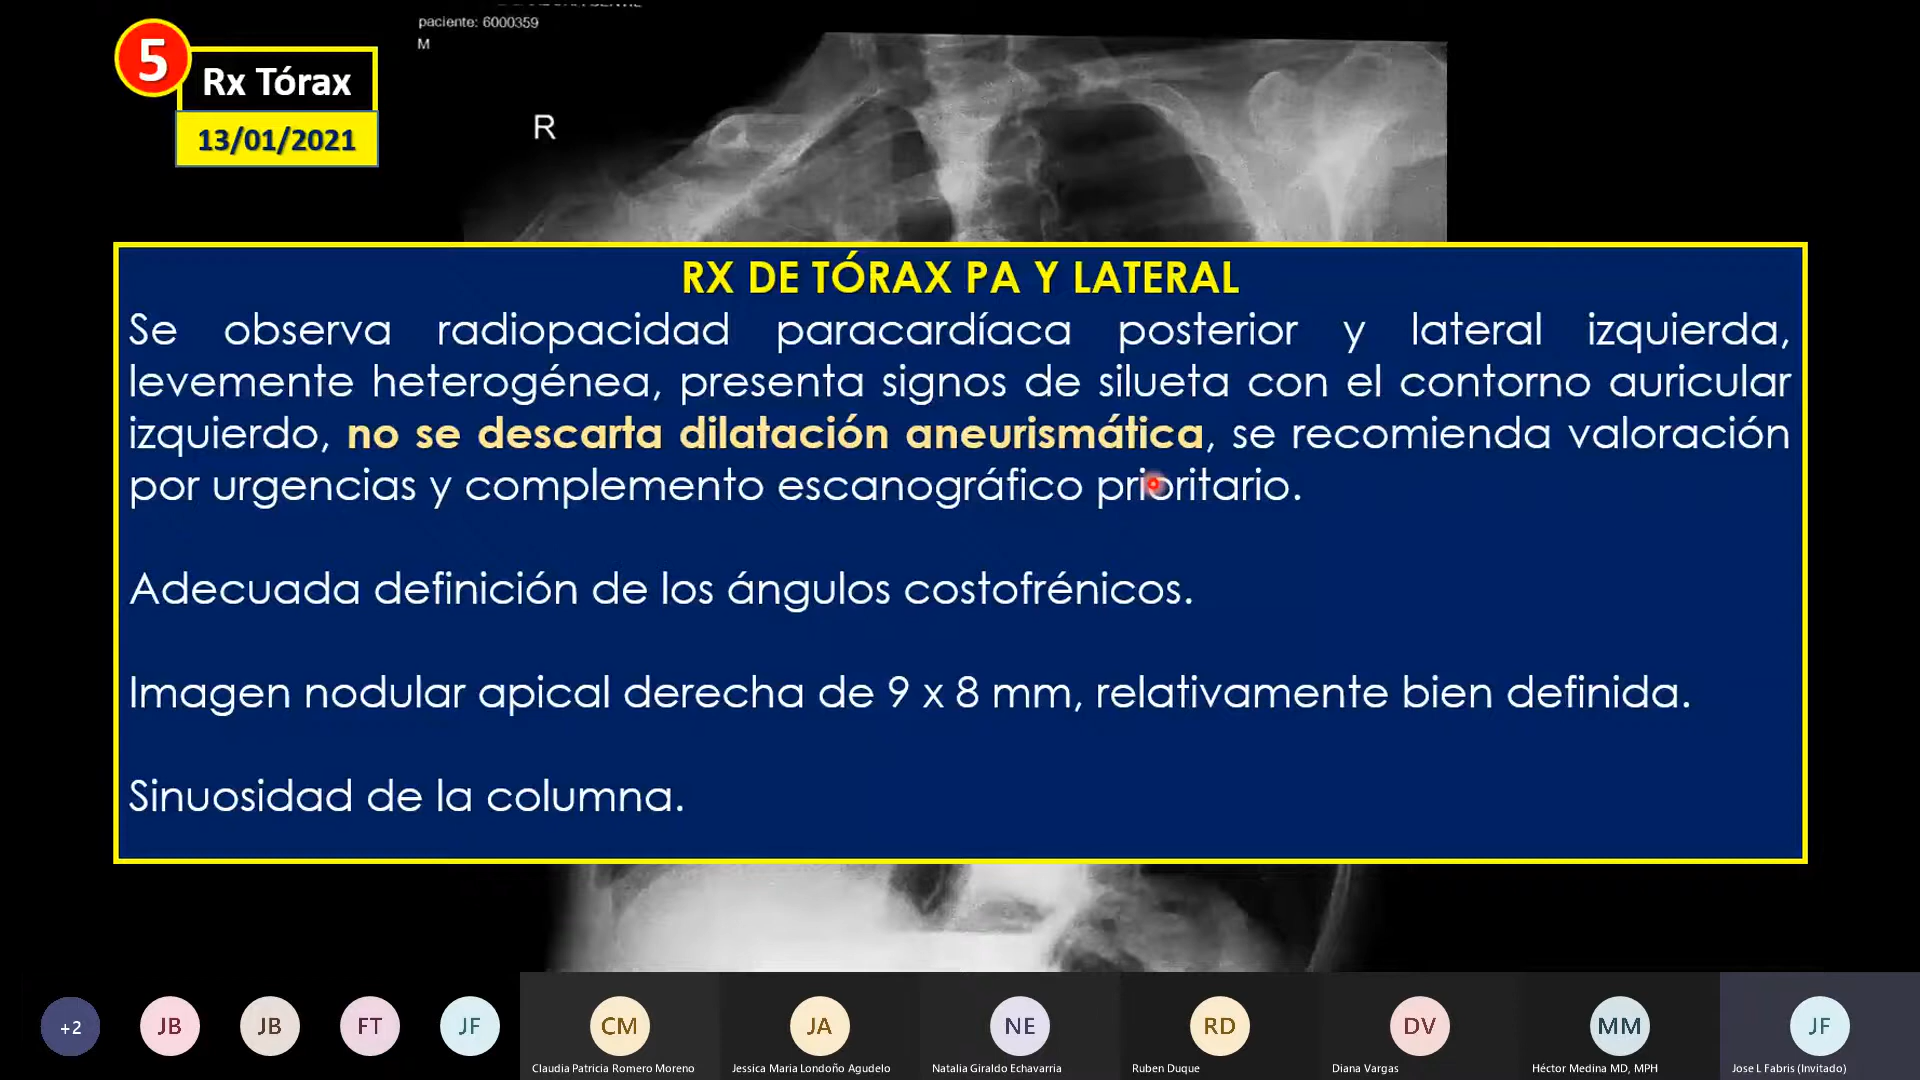 paciente: 6000359
M
5
Rx Tórax
13/01/2021
R
RX DE TÓRAX PA Y LATERAL
Se observa radiopacidad paracardíaca posterior y lateral izquierda,
levemente heterogénea, presenta signos de silueta con el contorno auricular
izquierdo, no se descarta dilatación aneurismática, se recomienda valoración
por urgencias y complemento escanográfico prioritario.
Adecuada definición de los ángulos costofrénicos.
Imagen nodular apical derecha de 9 x 8 mm, relativamente bien definida.
Sinuosidad de la columna.
+2
JB
JB
FT
JF
CM
JA
NE
RD
DV
MM
JF
Claudia Patricia Romero Moreno
Jessica Maria Londoño Agudelo
Natalia Giraldo Echavarria
Ruben Duque
Diana Vargas
Héctor Medina MD, MPH
Jose L Fabris (Invitado)